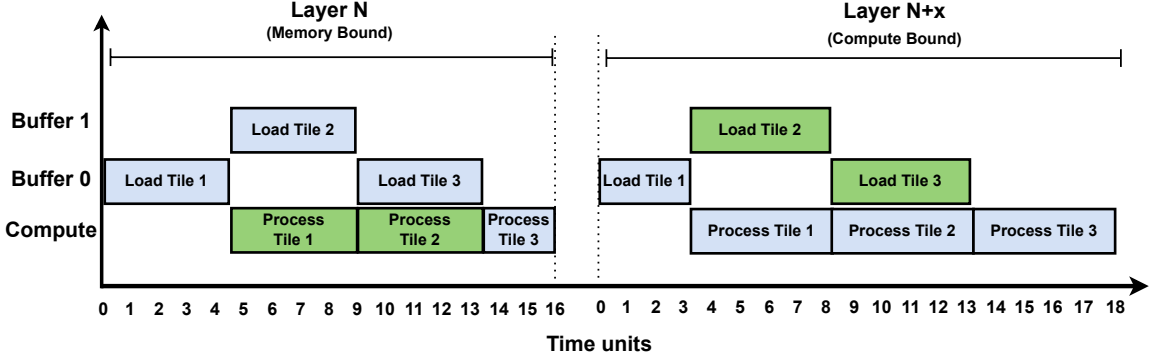 Layer N
(Memory Bound)
Layer N+x
(Compute Bound)
Buffer 1
Load Tile 2
Load Tile 2
Buffer 0
Load Tile 1
Load Tile 3
Load Tile 1
Load Tile 3
Compute
Process
Tile 1
Process
Tile 2
Process
Tile 3
Process Tile 1
Process Tile 2
Process Tile 3
0 1 2 3 4 5 6 7 8 9 10 11 12 13 14 15 16
0 1 2 3 4 5 6 7 8 9 10 11 12 13 14 15 16 17 18
Time units